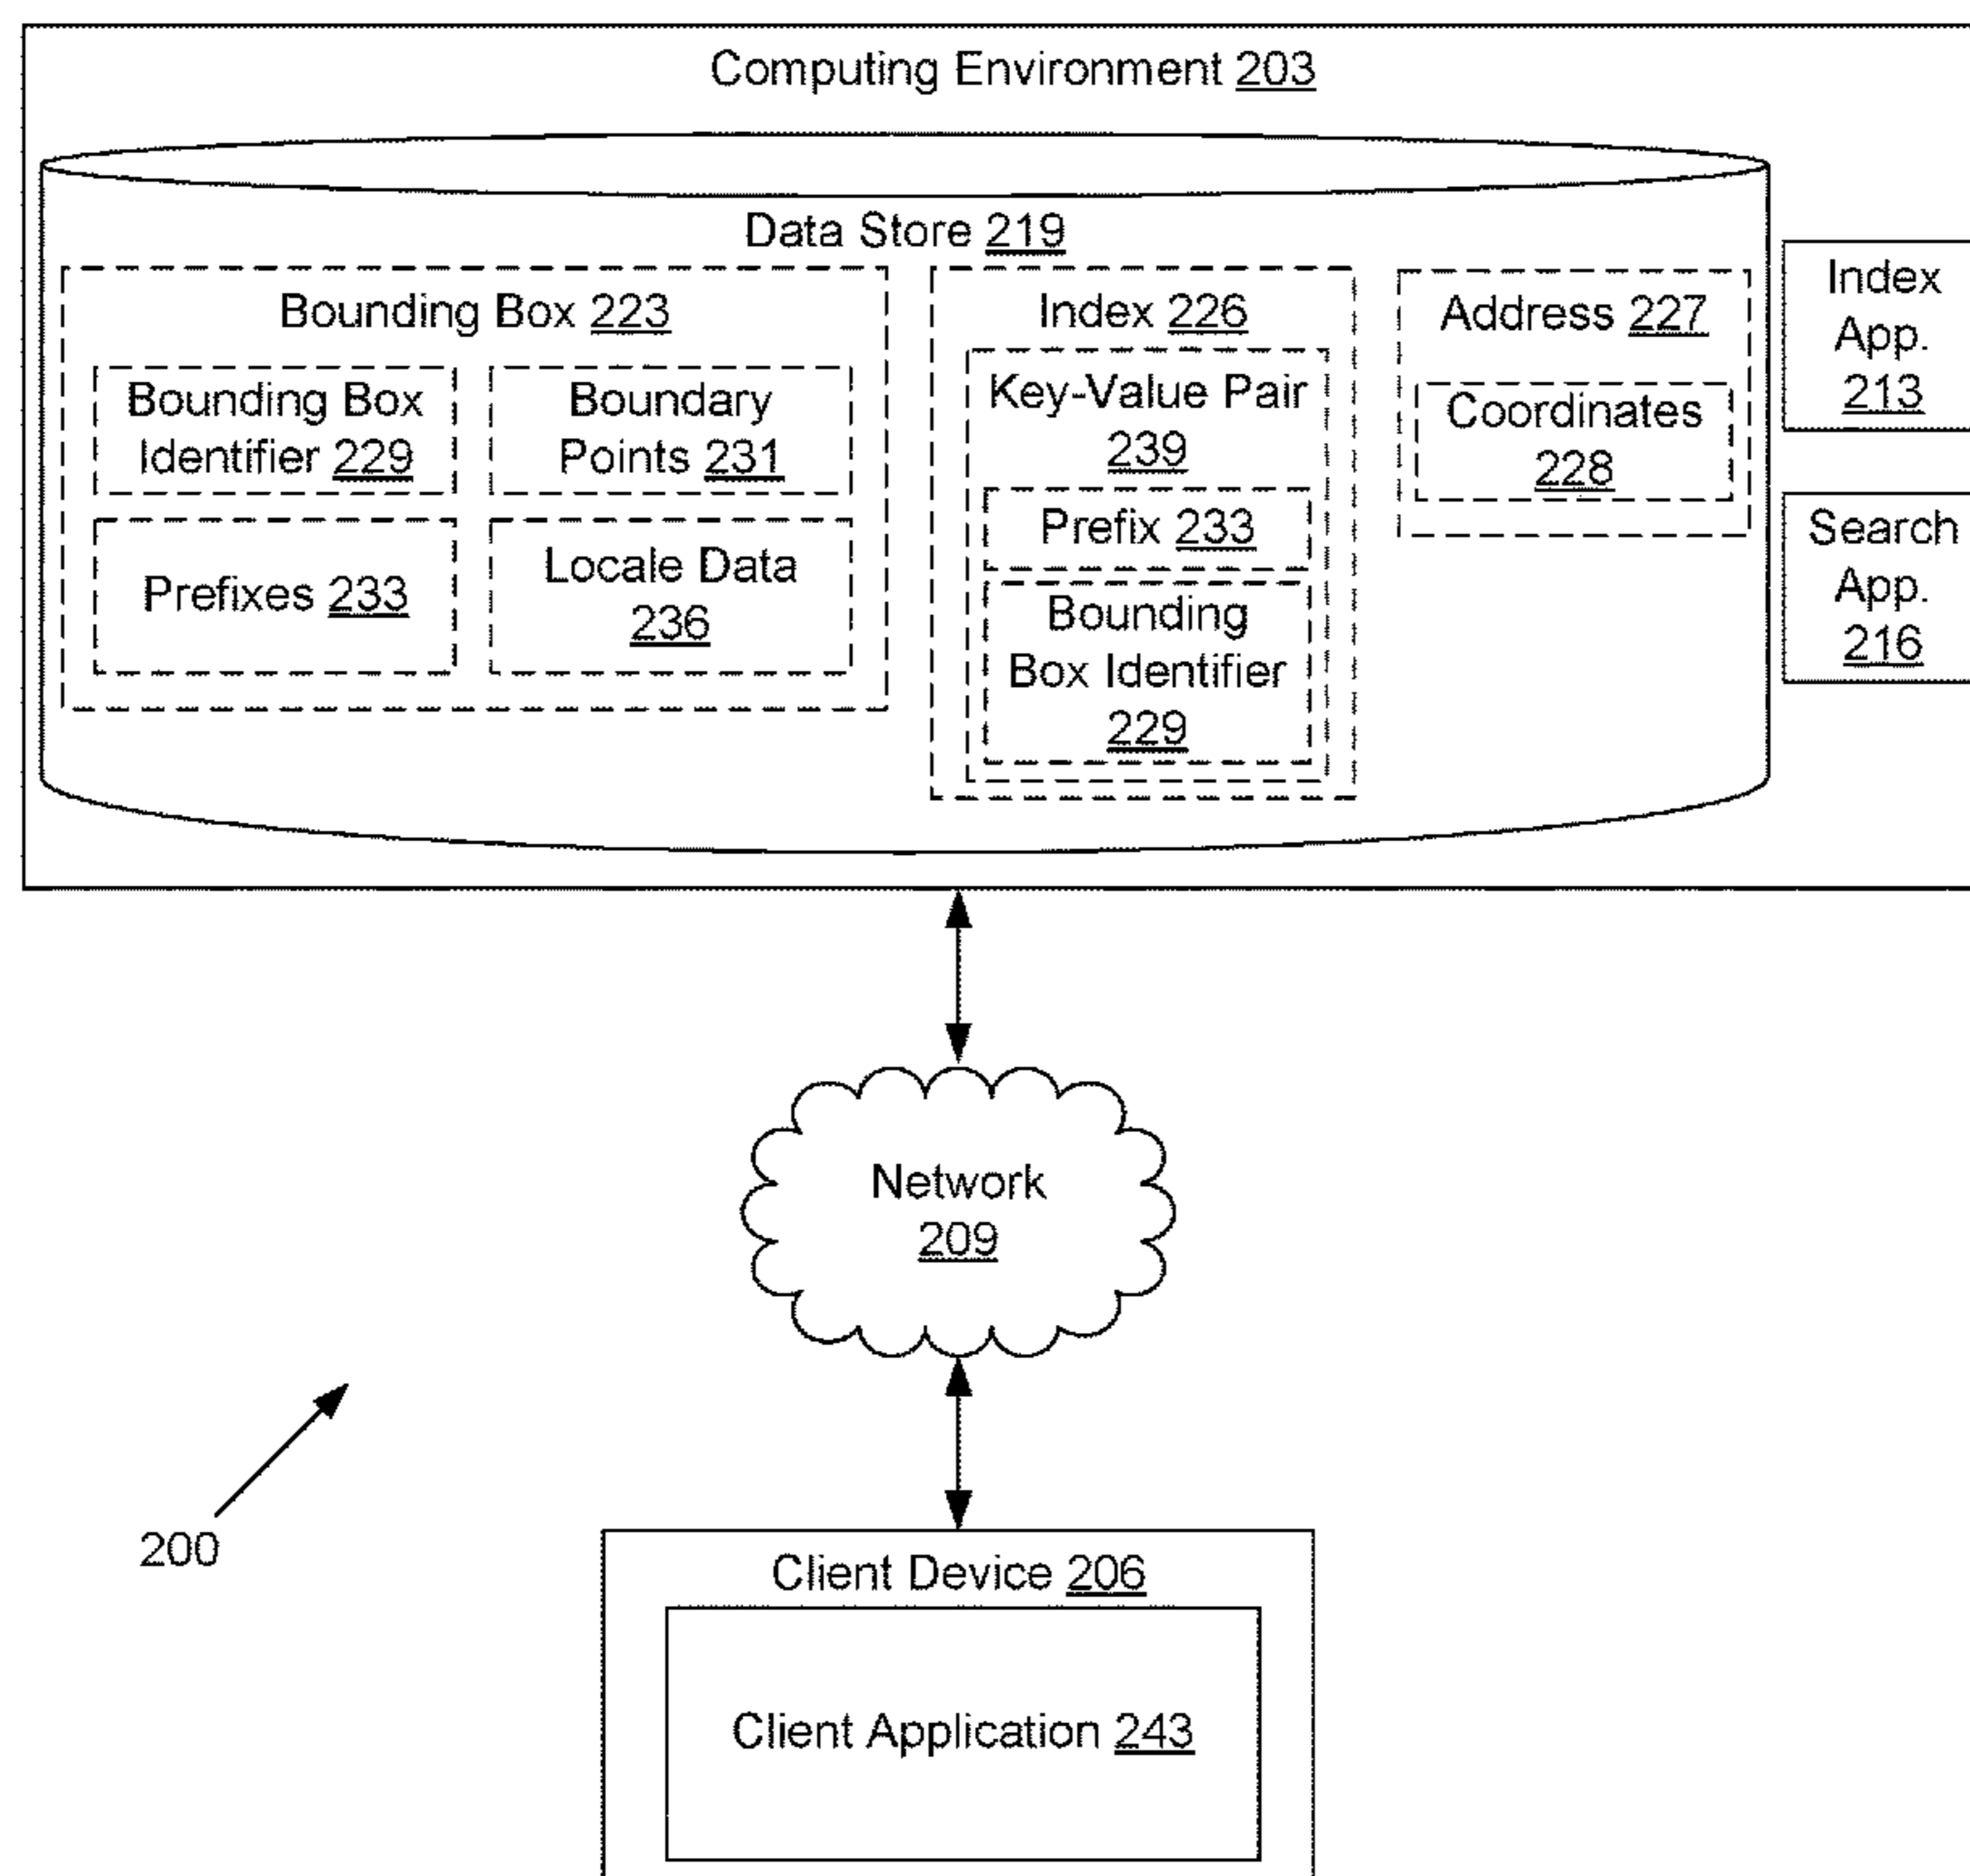 Computing Environment 203
Data Store 219
Bounding Box 223
Bounding Box
Identifier 229
Boundary
Points 231
Prefixes 233
Locale Data
236
Index 226
Key-Value Pair
239
Prefix 233
Bounding
Box Identifier
229
Address 227
Coordinates
228
Index
App.
213
Search
App.
216
Network
209
200
Client Device 206
Client Application 243